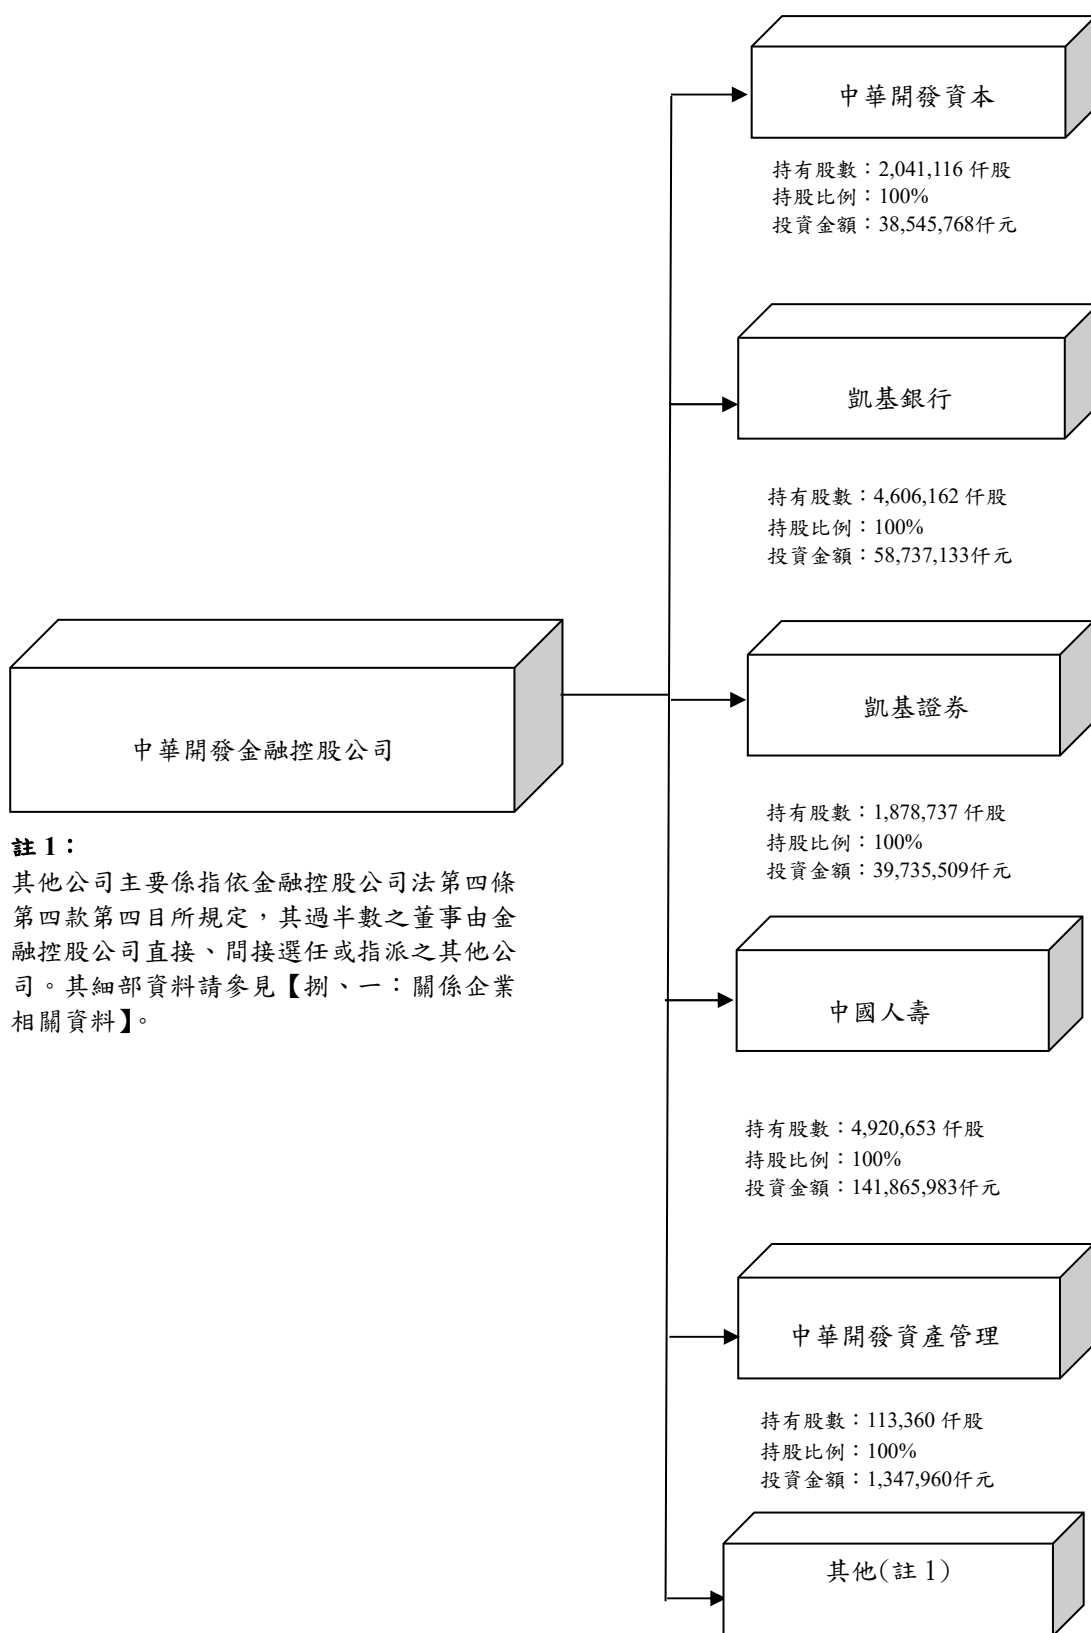 中華開發資本
持有股數：2,041,116 仟股
持股比例：100%
投資金額：38,545,768仟元
凱基銀行
持有股數：4,606,162 仟股
持股比例：100%
投資金額：58,737,133仟元
凱基證券
持有股數：1,878,737 仟股
持股比例：100%
投資金額：39,735,509仟元
中華開發金融控股公司
註 1：
其他公司主要係指依金融控股公司法第四條
第四款第四目所規定，其過半數之董事由金
融控股公司直接、間接選任或指派之其他公
司。其細部資料請參見【捌、一：關係企業
相關資料】。
中國人壽
持有股數：4,920,653 仟股
持股比例：100%
投資金額：141,865,983仟元
中華開發資產管理
持有股數：113,360 仟股
持股比例：100%
投資金額：1,347,960仟元
其他(註 1)